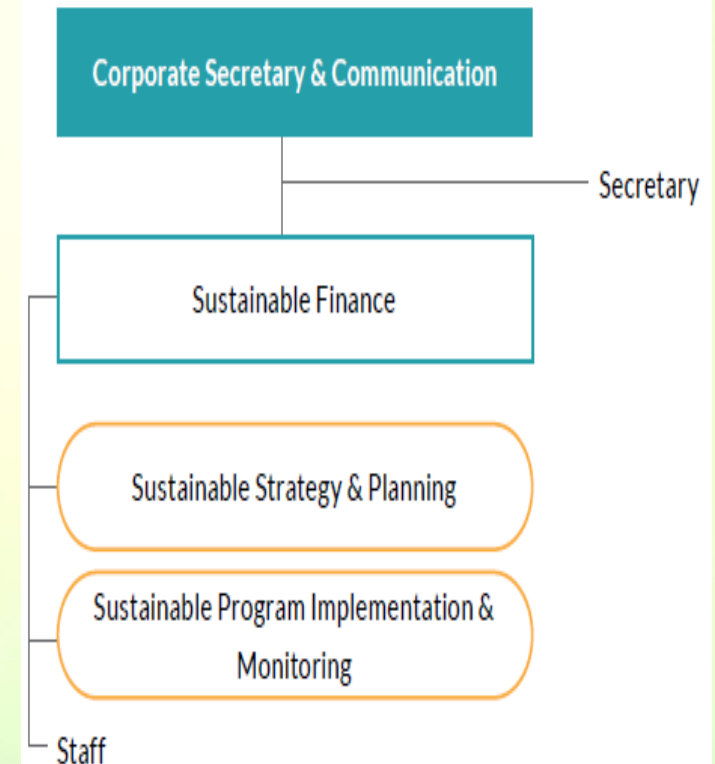 Corporate Secretary & Communication
Secretary
Sustainable Finance
Sustainable Strategy & Planning
Sustainable Program Implementation &
Monitoring
Staff